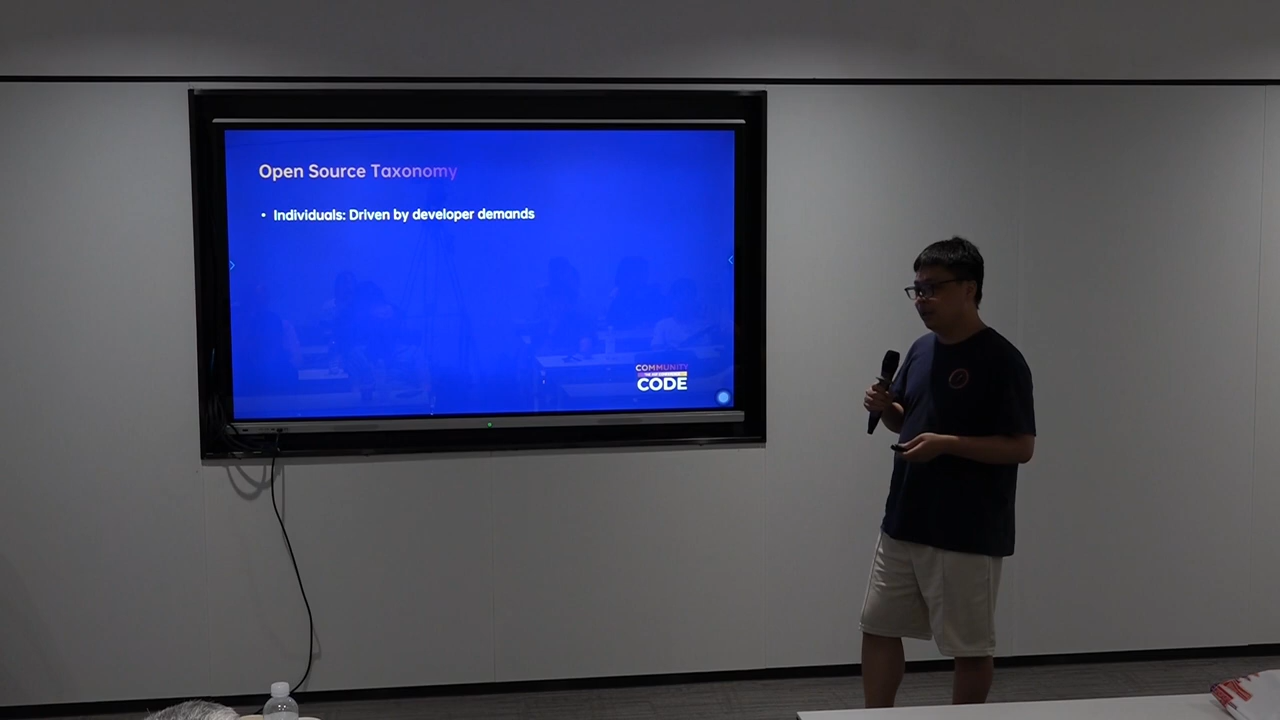 Open Source Taxonomy
• Individuals: Driven by developer demands
COMMUNITY
CODE